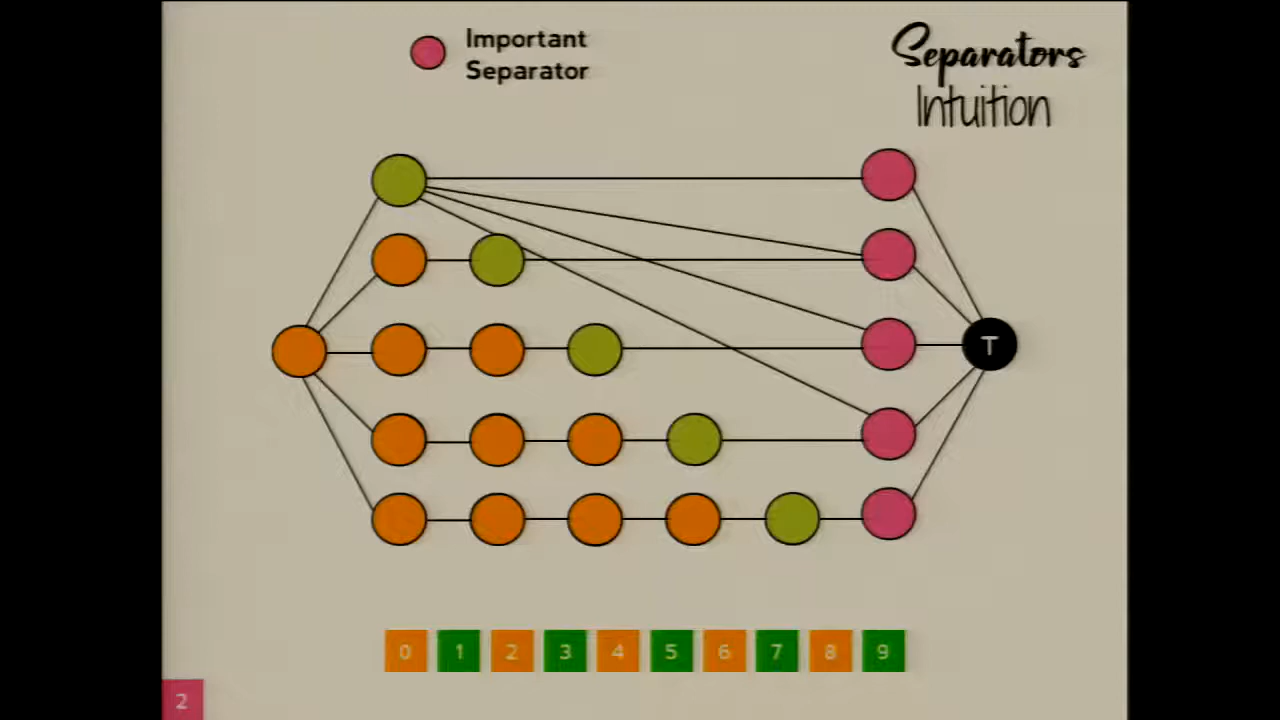 Important
Separator
Separators
Intuition
T
0 1 2 3 4 5 6 7 8 9
2